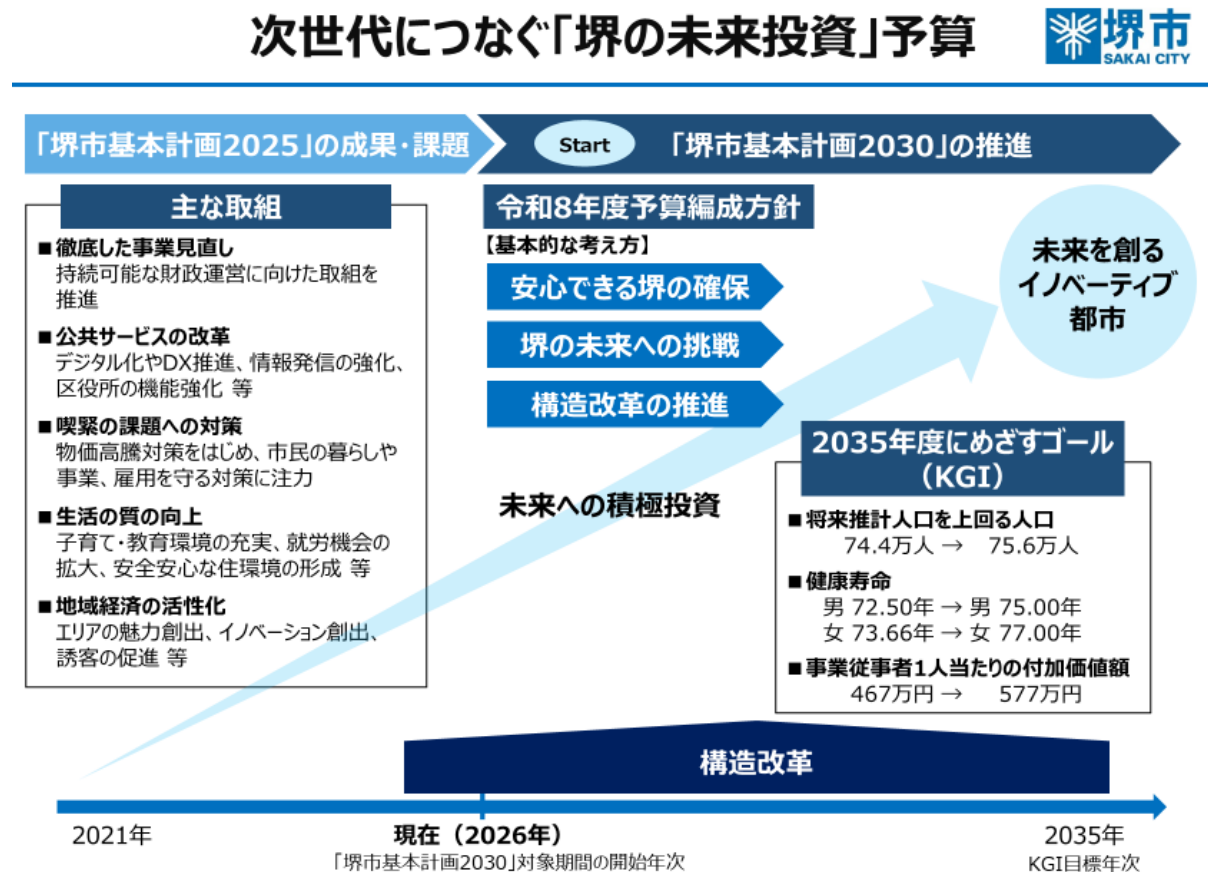 次世代につなぐ「堺の未来投資」予算
堺市
SAKAI CITY
「堺市基本計画2025」の成果・課題
Start
「堺市基本計画2030」の推進
主な取組
■徹底した事業見直し
持続可能な財政運営に向けた取組を
推進
■公共サービスの改革
デジタル化やDX推進、情報発信の強化、
区役所の機能強化 等
■喫緊の課題への対策
物価高騰対策をはじめ、市民の暮らしや
事業、雇用を守る対策に注力
■生活の質の向上
子育て・教育環境の充実、就労機会の
拡大、安全安心な住環境の形成 等
■地域経済の活性化
エリアの魅力創出、イノベーション創出、
誘客の促進 等
令和8年度予算編成方針
【基本的な考え方】
安心できる堺の確保
堺の未来への挑戦
構造改革の推進
未来への積極投資
未来を創る
イノベーティブ
都市
2035年度にめざすゴール
（KGI）
■将来推計人口を上回る人口
74.4万人 → 75.6万人
■健康寿命
男 72.50年 → 男 75.00年
女 73.66年 → 女 77.00年
■事業従事者1人当たりの付加価値額
467万円 → 577万円
構造改革
2021年
現在（2026年）
「堺市基本計画2030」対象期間の開始年次
2035年
KGI目標年次